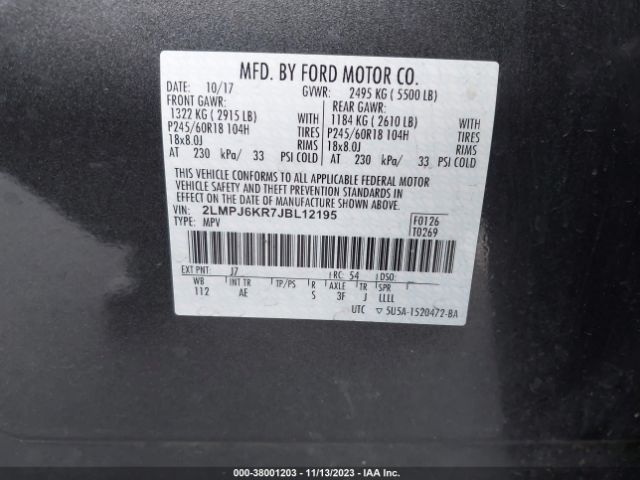 MFD. BY FORD MOTOR CO.
DATE: 10/17 GVWR: 2495 KG ( 5500 LB)
FRONT GAWR: REAR GAWR:
1322 KG ( 2915 LB) WITH 1184 KG ( 2610 LB) WITH
P245/60R18 104H TIRES P245/60R18 104H TIRES
18x8.0J RIMS 18x8.0J RIMS
AT 230 kPa/ 33 PSI COLD AT 230 kPa/ 33 PSI COLD
THIS VEHICLE CONFORMS TO ALL APPLICABLE FEDERAL MOTOR
VEHICLE SAFETY AND THEFT PREVENTION STANDARDS IN
EFFECT ON THE DATE OF MANUFACTURE SHOWN ABOVE.
VIN: 2LMPJ6KR7JBL12195 F0126
TYPE: MPV T0269
EXT PNT: J7 RC: 54 DSO:
WB INT TR TP/PS R AXLE TR SPR
112 AE S 3F J LLLL
UTC ▽ 5U5A-1520472-BA
000-38001203 - 11/13/2023 - IAA Inc.